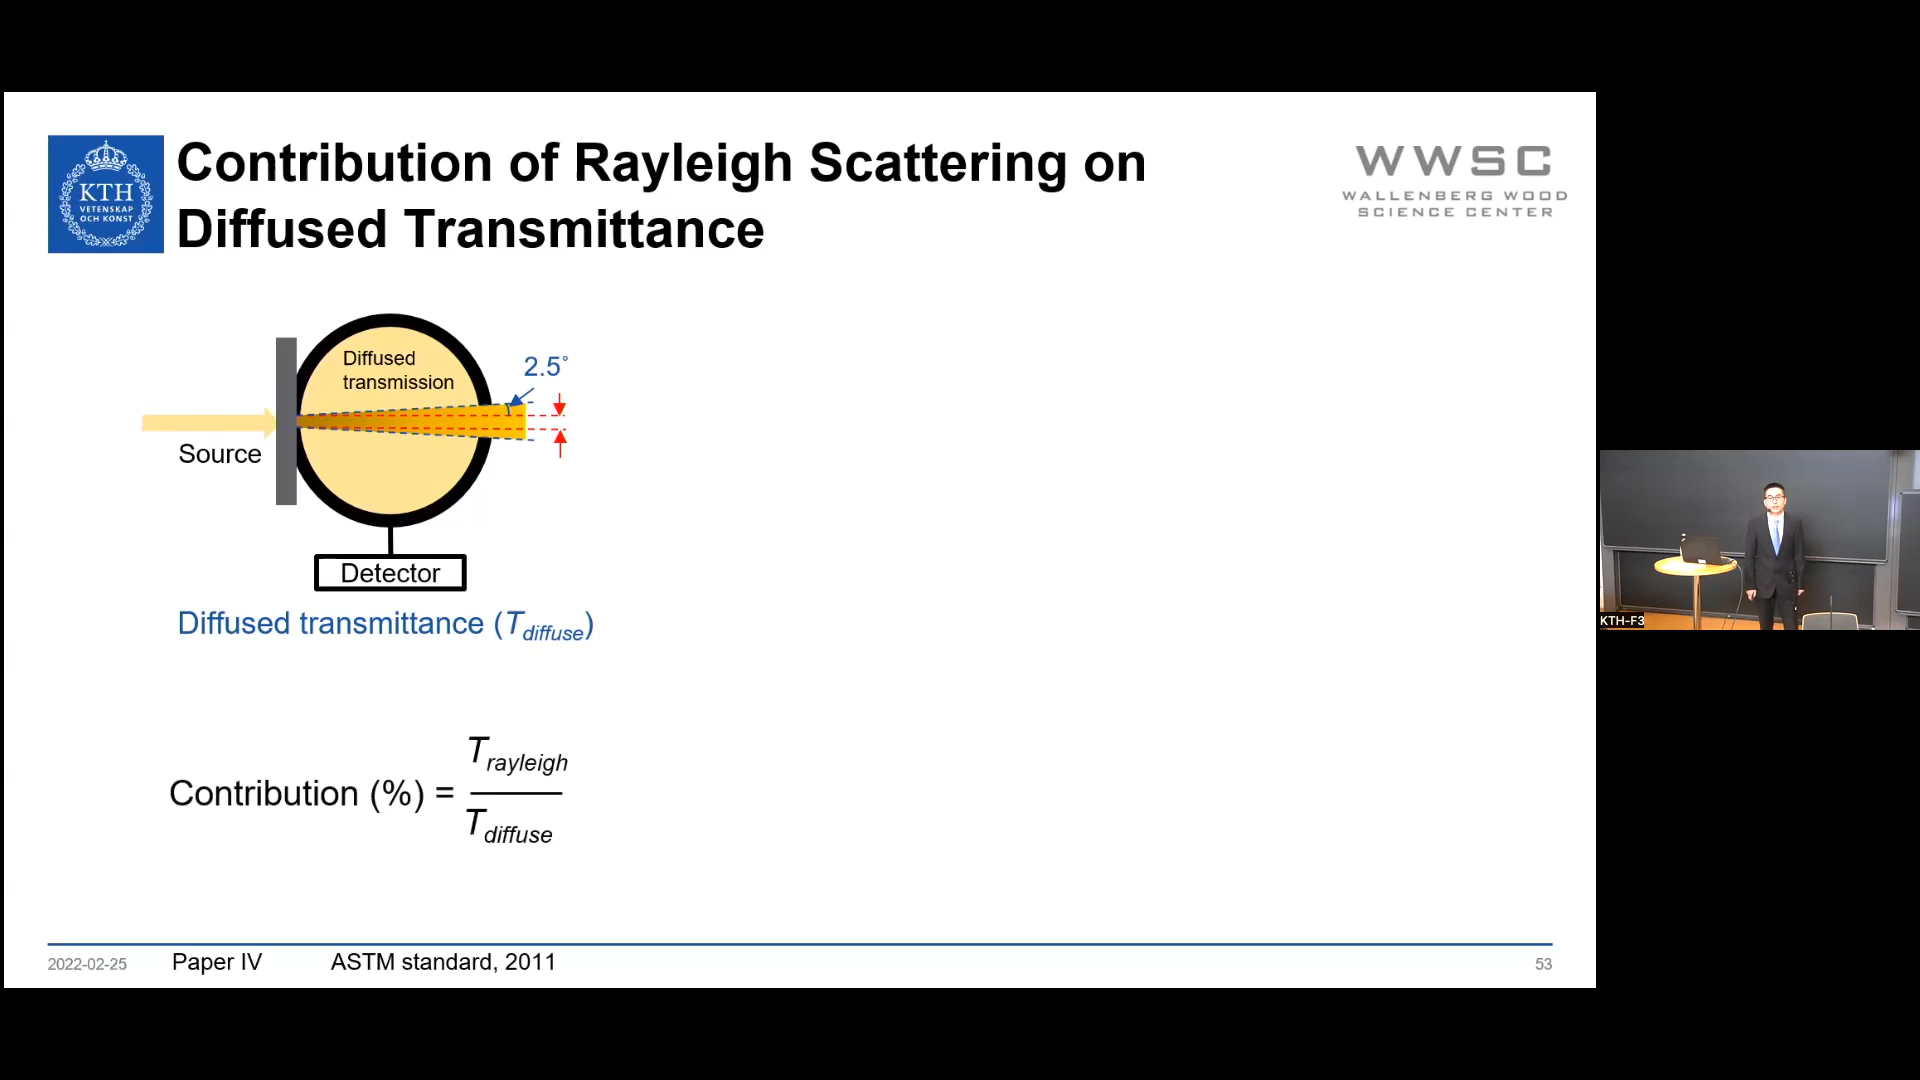 Contribution of Rayleigh Scattering on
Diffused Transmittance
KTH
VETENSKAP
OCH KONST
WWSC
WALLENBERG WOOD
SCIENCE CENTER
Diffused
transmission
2.5°
Source
Detector
Diffused transmittance (Tdiffuse)
Contribution (%) = Trayleigh
Tdiffuse
2022-02-25 Paper IV ASTM standard, 2011 53
KTH-F3